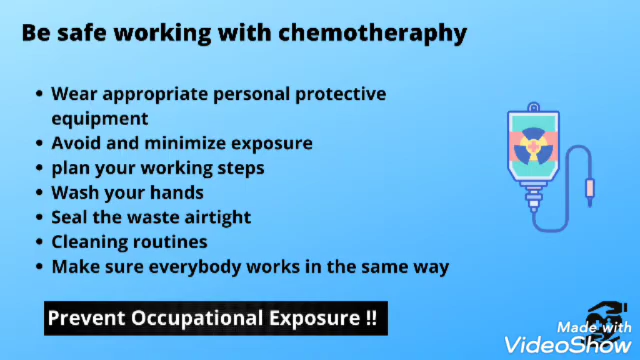 Be safe working with chemotheraphy
• Wear appropriate personal protective
equipment
• Avoid and minimize exposure
• plan your working steps
• Wash your hands
• Seal the waste airtight
• Cleaning routines
• Make sure everybody works in the same way
Prevent Occupational Exposure !!
Made with
VideoShow